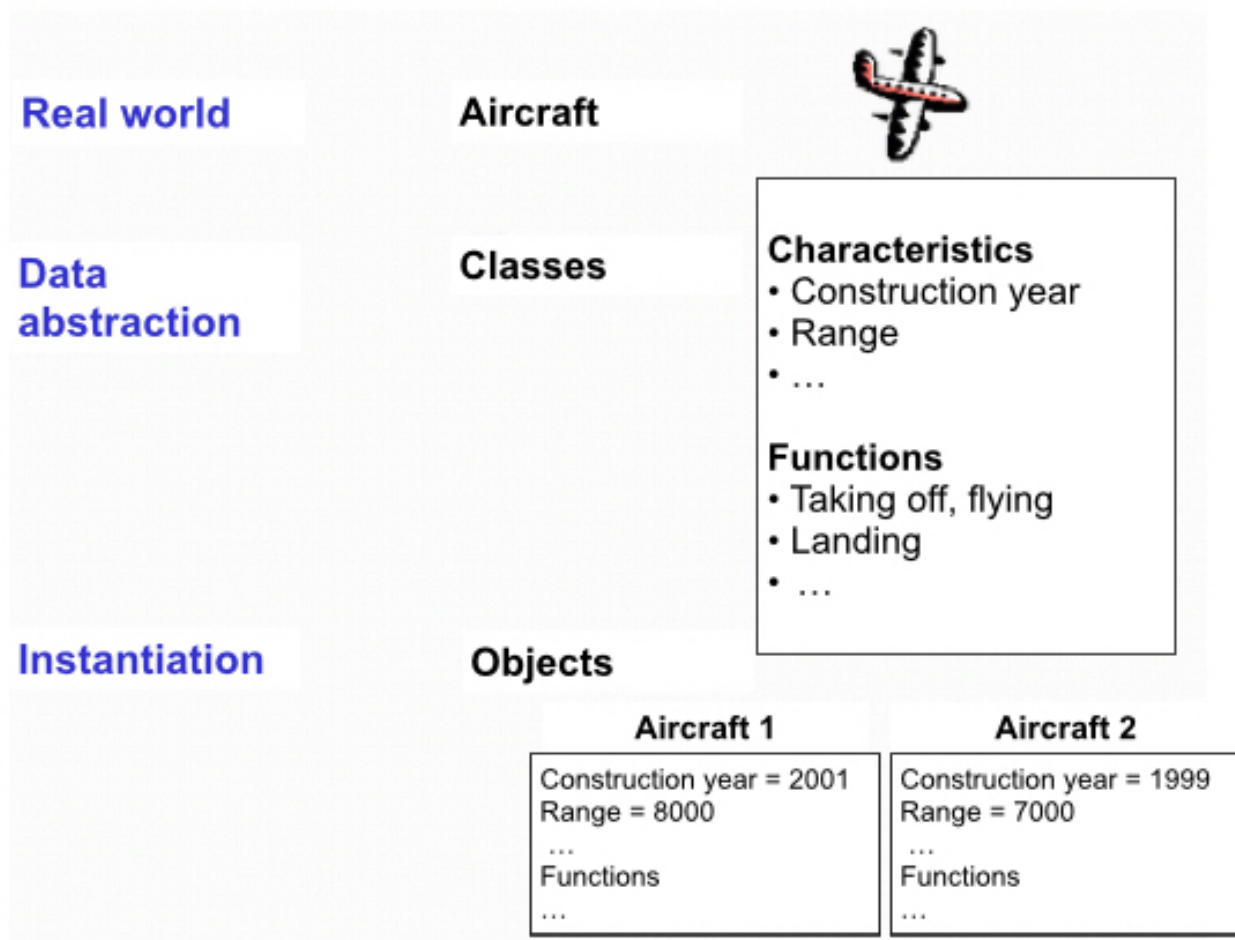 Real world
Aircraft
Data
abstraction
Classes
Characteristics
• Construction year
• Range
• …
Functions
• Taking off, flying
• Landing
• …
Instantiation
Objects
Aircraft 1
Construction year = 2001
Range = 8000
…
Functions
…
Aircraft 2
Construction year = 1999
Range = 7000
…
Functions
…